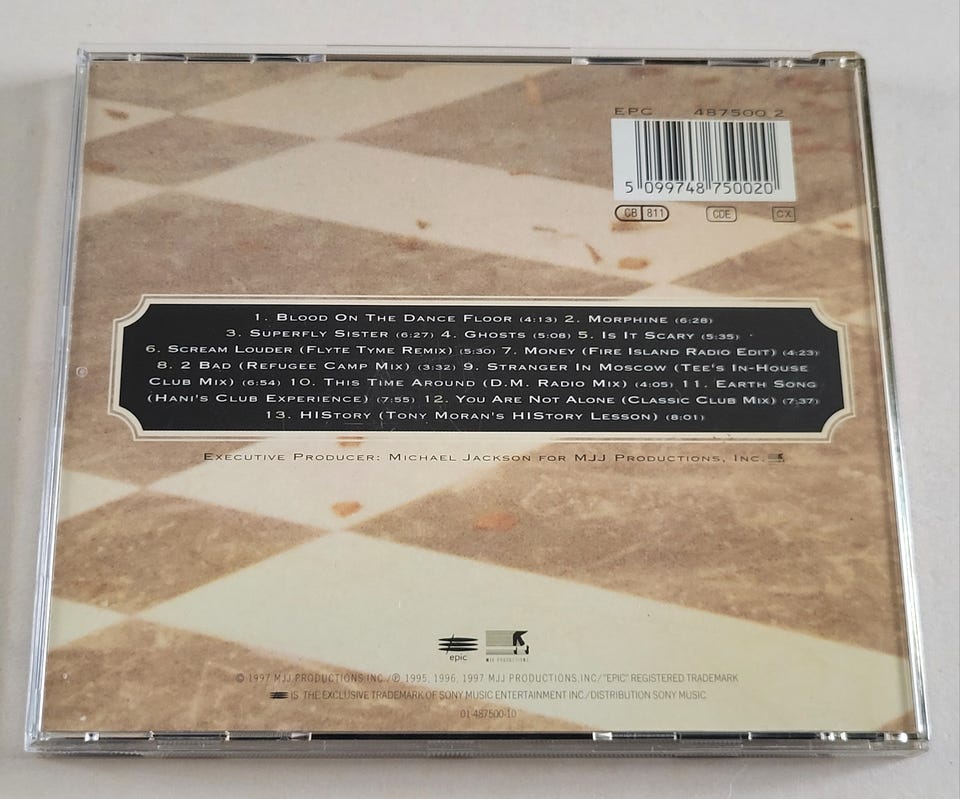 EPC 487500 2
5 099748 750020
CB 811 CDE CX
1. Blood On The Dance Floor (4:13) 2. Morphine (6:28)
3. Superfly Sister (6:27) 4. Ghosts (5:08) 5. Is It Scary (5:35)
6. Scream Louder (Flyte Tyme Remix) (5:30) 7. Money (Fire Island Radio Edit) (4:23)
8. 2 Bad (Refugee Camp Mix) (3:32) 9. Stranger In Moscow (Tee's In-House
Club Mix) (6:54) 10. This Time Around (D.M. Radio Mix) (4:05) 11. Earth Song
(Hani's Club Experience) (7:55) 12. You Are Not Alone (Classic Club Mix) (7:37)
13. HIStory (Tony Moran's HIStory Lesson) (8:01)
Executive Producer: Michael Jackson for MJJ Productions, Inc.
epic MJJ PRODUCTIONS
© 1997 MJJ PRODUCTIONS INC./℗ 1995, 1996, 1997 MJJ PRODUCTIONS, INC/"EPIC" REGISTERED TRADEMARK
IS THE EXCLUSIVE TRADEMARK OF SONY MUSIC ENTERTAINMENT INC/DISTRIBUTION SONY MUSIC
01-487500-10